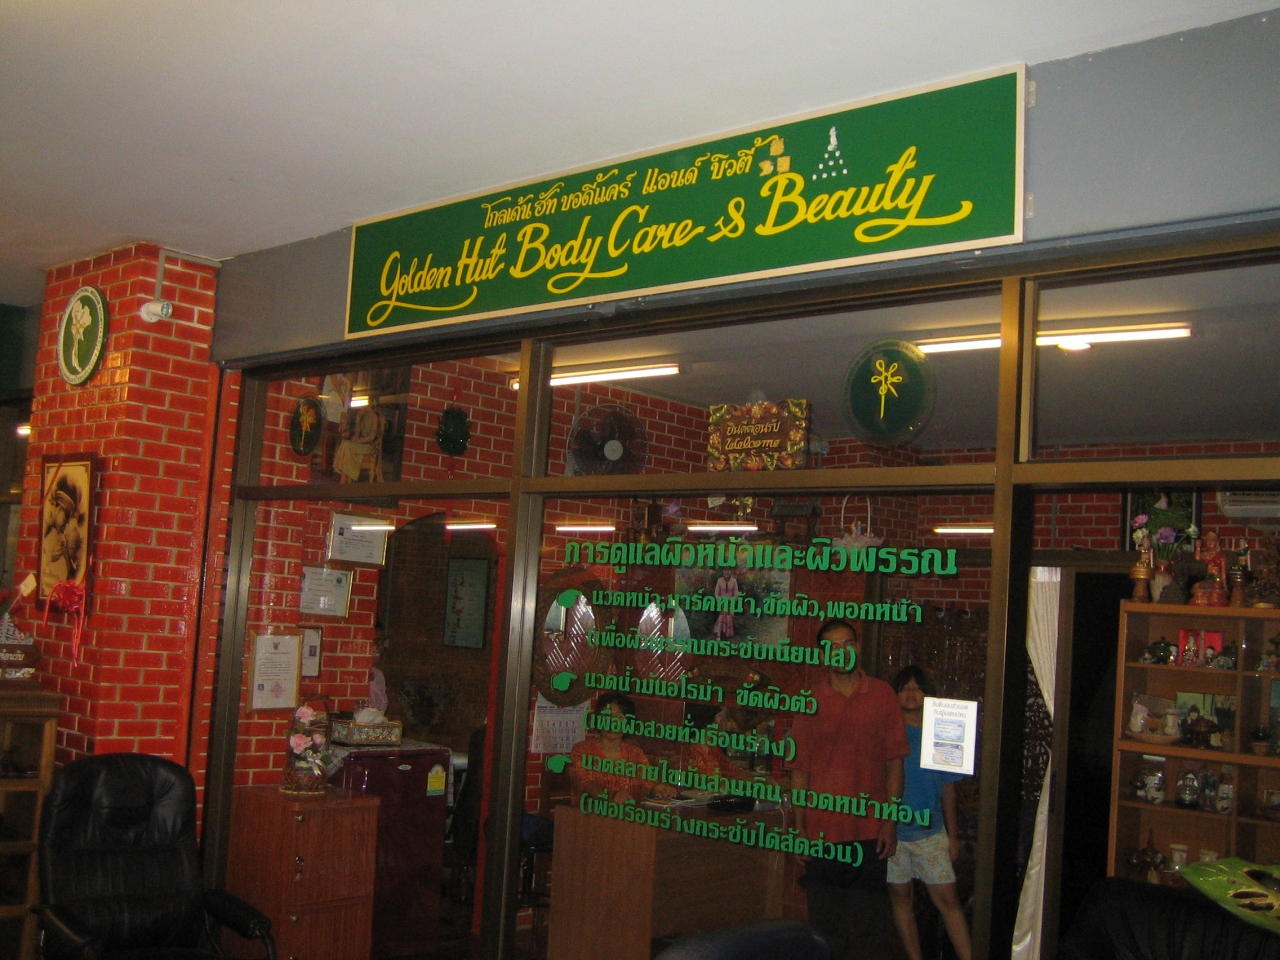 โกลเด้น ฮัท บอดี้แคร์ แอนด์ บิวตี้
Golden Hut Body Care & Beauty
ยินดีต้อนรับ
Welcome
การดูแลผิวหน้าและผิวพรรณ
นวดหน้า,มาร์คหน้า,ขัดผิว,พอกหน้า
(เพื่อผิวพรรณกระชับเนียนใส)
นวดน้ำมันอโรม่า ขัดผิวตัว
(เพื่อผิวสวยทั่วเรือนร่าง)
นวดสลายไขมันส่วนเกิน,นวดหน้าท้อง
(เพื่อเรือนร่างกระชับได้สัดส่วน)